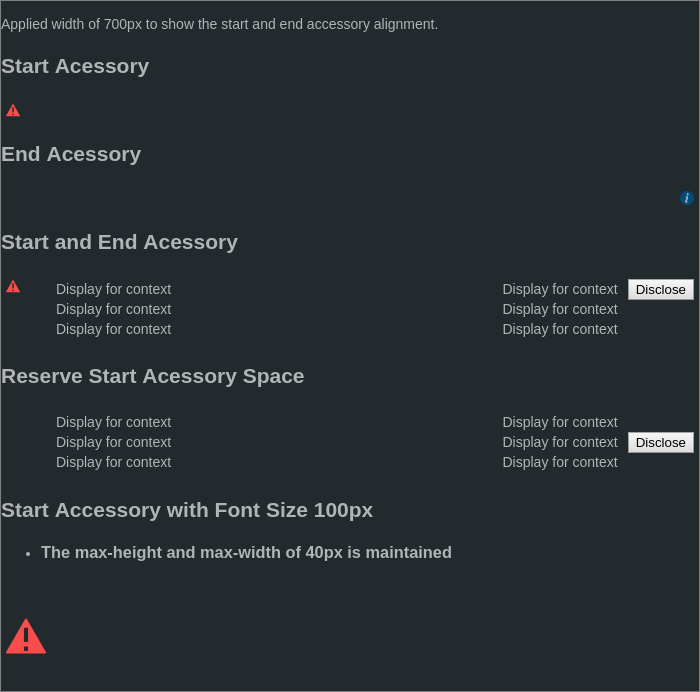 Applied width of 700px to show the start and end accessory alignment.
Start Acessory
End Acessory
Start and End Acessory
Display for context Display for context Disclose
Display for context Display for context
Display for context Display for context
Reserve Start Acessory Space
Display for context Display for context
Display for context Display for context Disclose
Display for context Display for context
Start Accessory with Font Size 100px
• The max-height and max-width of 40px is maintained